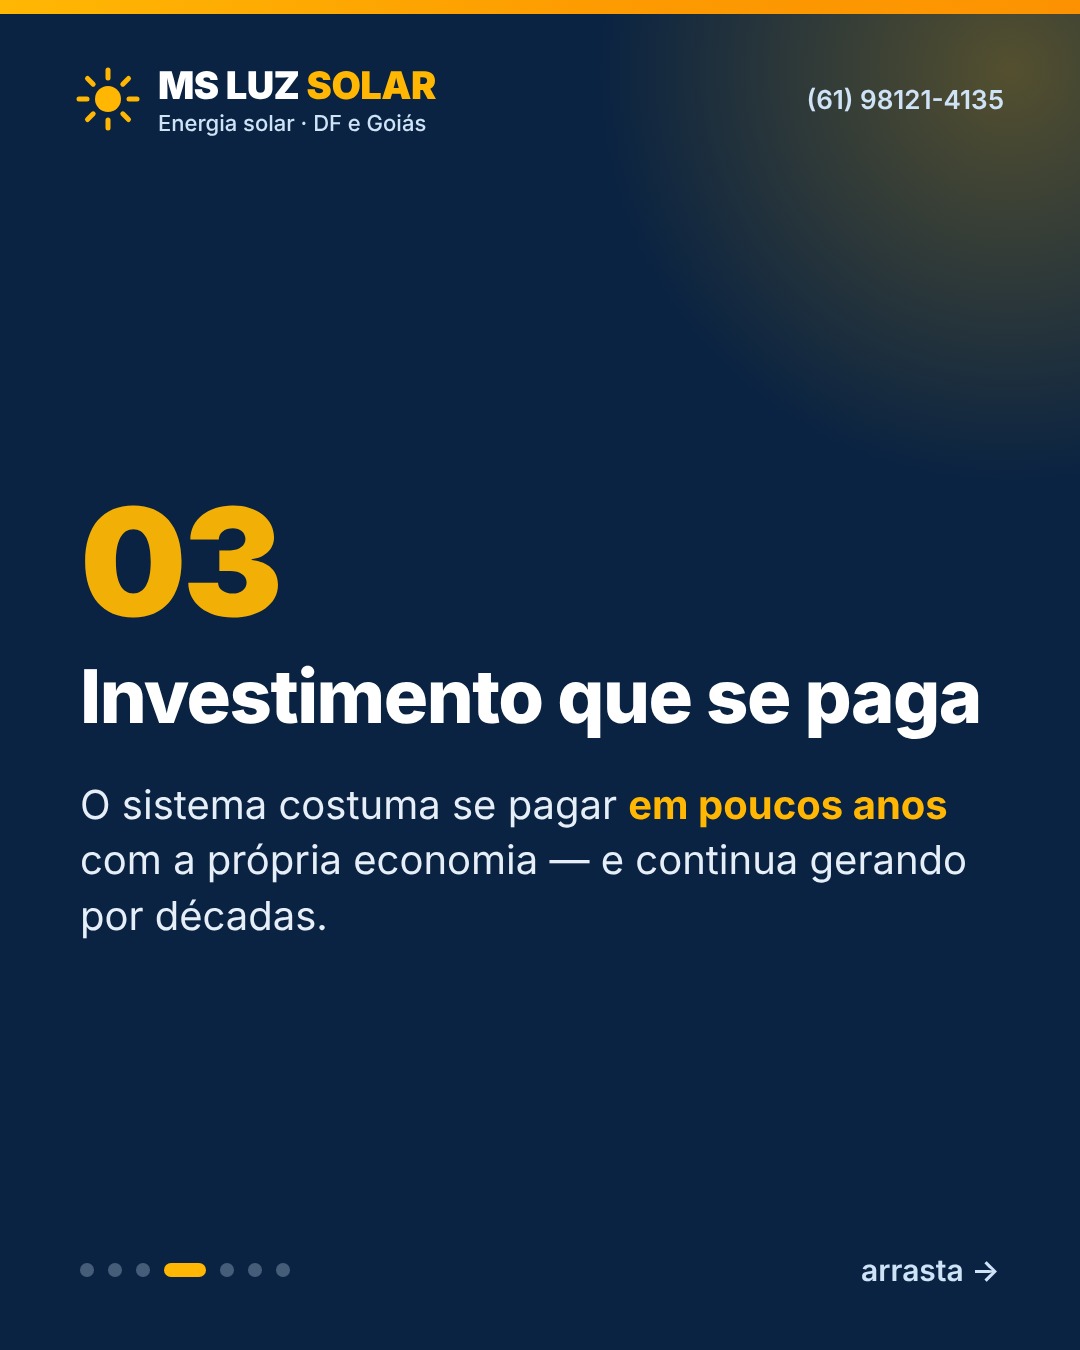 MS LUZ SOLAR
Energia solar · DF e Goiás
(61) 98121-4135
03
Investimento que se paga
O sistema costuma se pagar em poucos anos
com a própria economia — e continua gerando
por décadas.
arrasta →